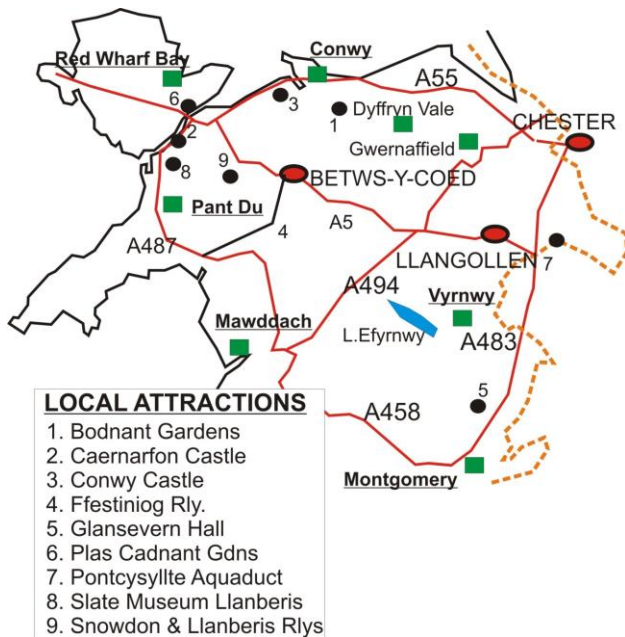 Red Wharf Bay
Conwy
A55
6
3
1
Dyffryn Vale
CHESTER
2
Gwernaffield
8
9
BETWS-Y-COED
Pant Du
4
A5
A487
LLANGOLLEN
7
A494
Vyrnwy
Mawddach
L.Efyrnwy
A483
LOCAL ATTRACTIONS
1. Bodnant Gardens
2. Caernarfon Castle
3. Conwy Castle
4. Ffestiniog Rly.
5. Glansevern Hall
6. Plas Cadnant Gdns
7. Pontcysyllte Aquaduct
8. Slate Museum Llanberis
9. Snowdon & Llanberis Rlys
5
A458
Montgomery